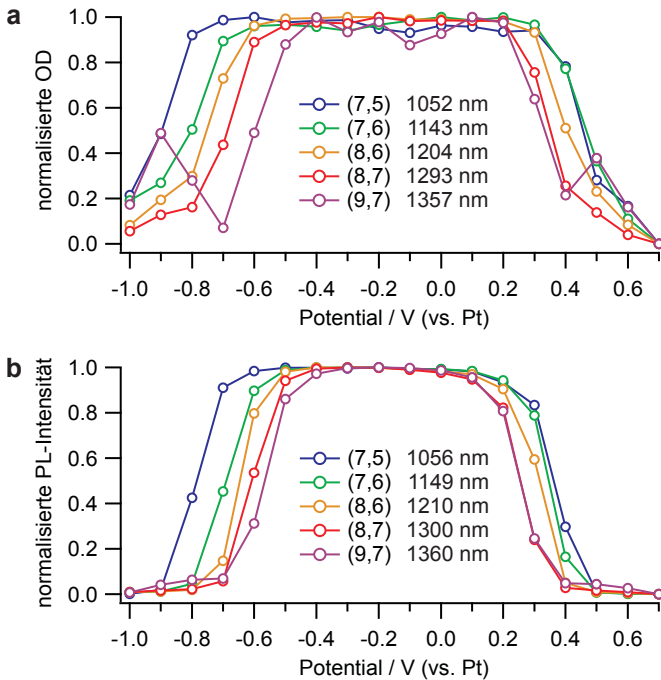 a
normalisierte OD
1.0
0.8
0.6
0.4
0.2
0.0
(7,5) 1052 nm
(7,6) 1143 nm
(8,6) 1204 nm
(8,7) 1293 nm
(9,7) 1357 nm
-1.0 -0.8 -0.6 -0.4 -0.2 0.0 0.2 0.4 0.6
Potential / V (vs. Pt)
b
normalisierte PL-Intensität
1.0
0.8
0.6
0.4
0.2
0.0
(7,5) 1056 nm
(7,6) 1149 nm
(8,6) 1210 nm
(8,7) 1300 nm
(9,7) 1360 nm
-1.0 -0.8 -0.6 -0.4 -0.2 0.0 0.2 0.4 0.6
Potential / V (vs. Pt)